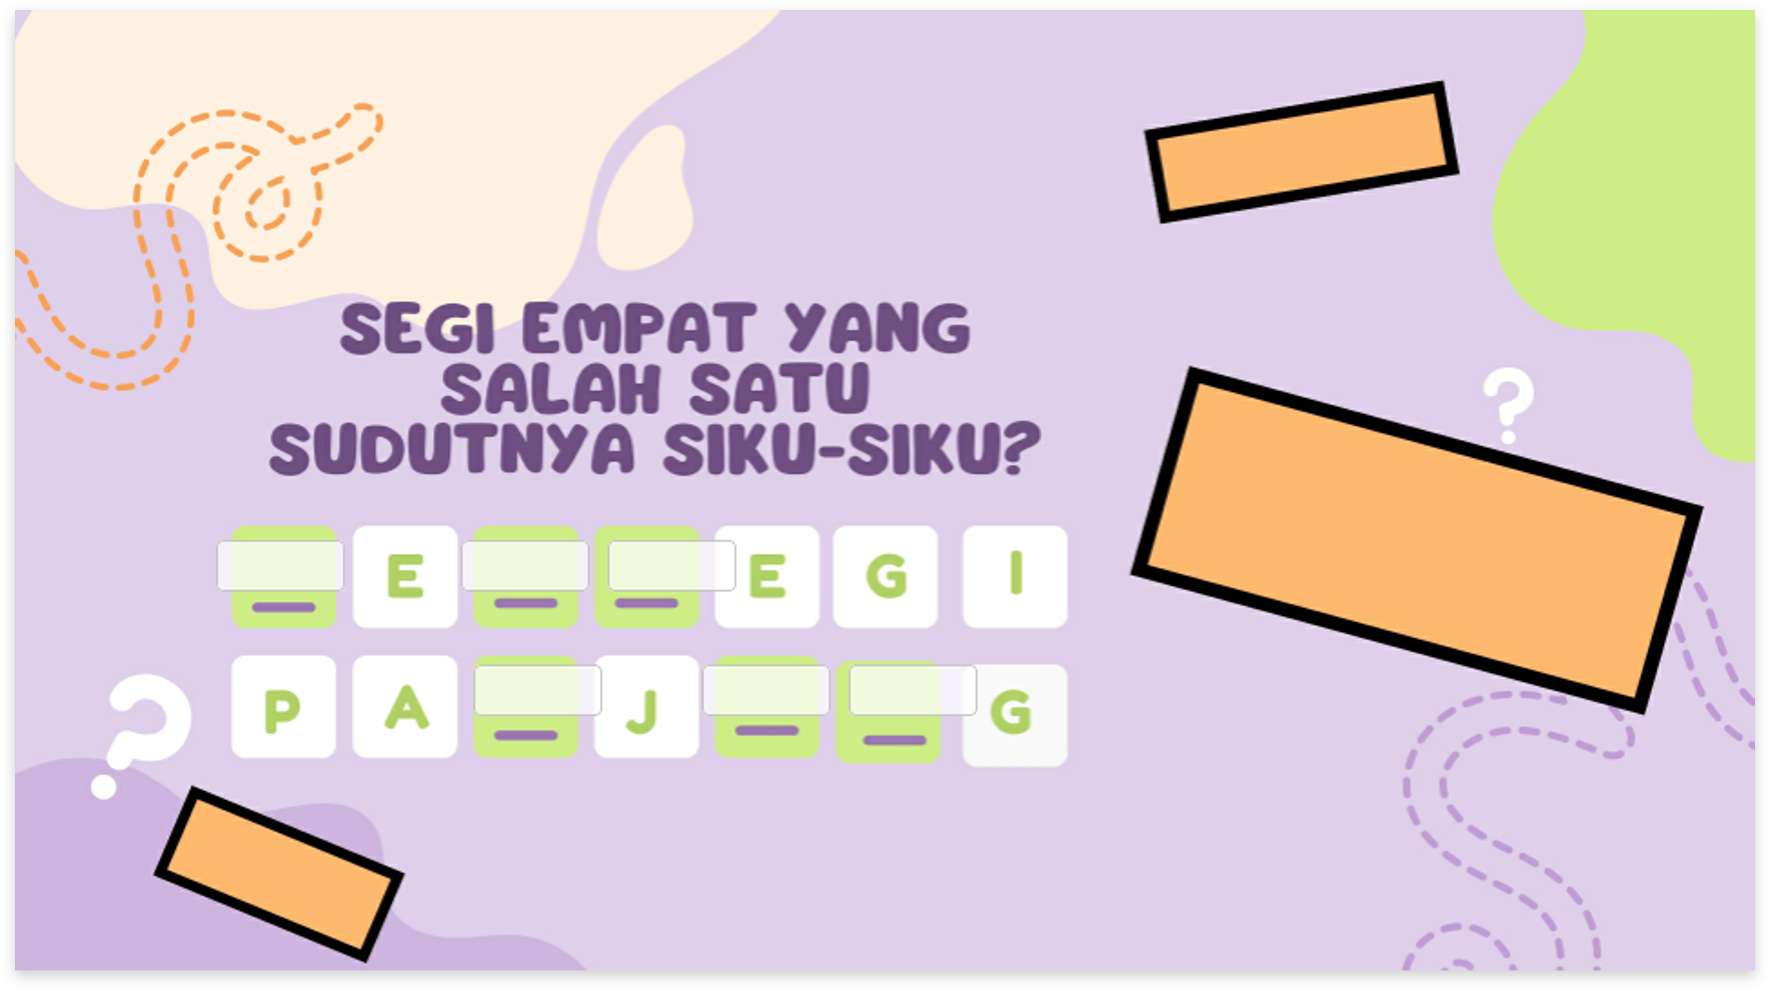 SEGI EMPAT YANG
SALAH SATU
SUDUTNYA SIKU-SIKU?
_ E _ _ E G I
P A _ J _ _ G
?
?